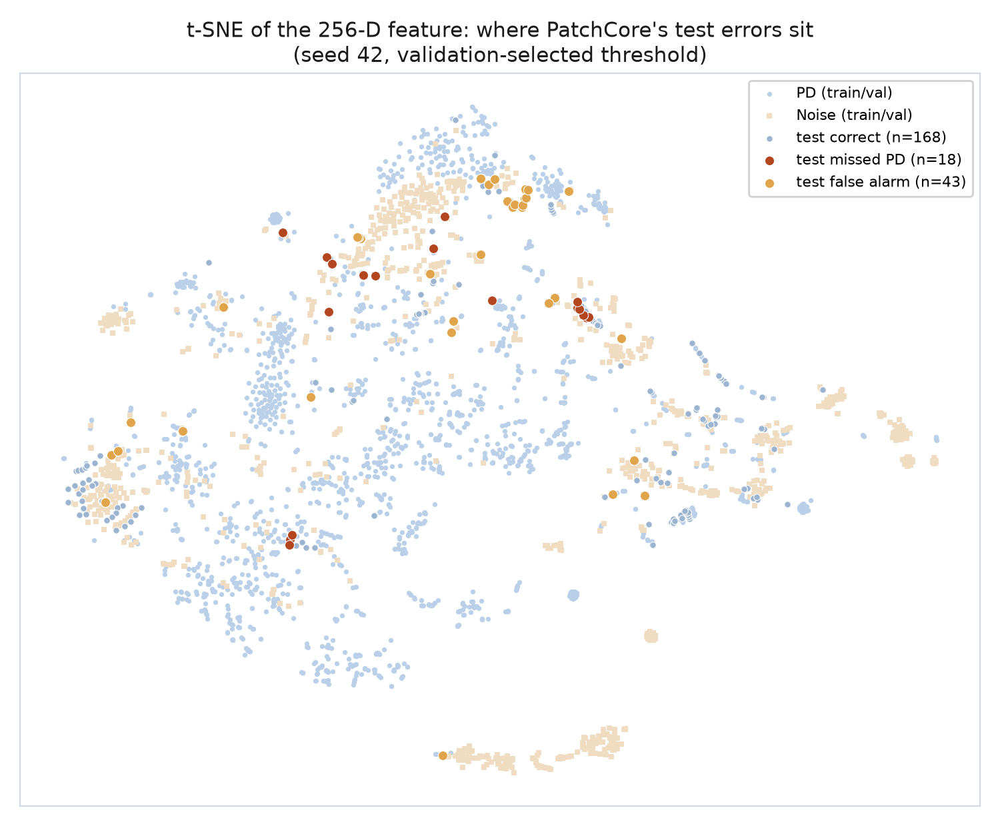 t-SNE of the 256-D feature: where PatchCore's test errors sit
(seed 42, validation-selected threshold)
PD (train/val)
Noise (train/val)
test correct (n=168)
test missed PD (n=18)
test false alarm (n=43)